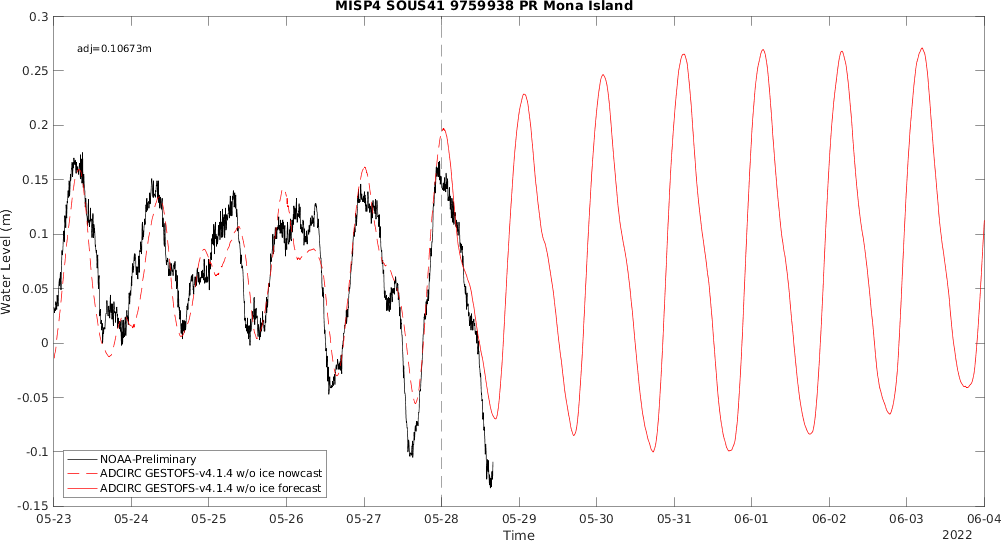 MISP4 SOUS41 9759938 PR Mona Island
adj=0.10673m
0.3
0.25
0.2
0.15
0.1
0.05
0
-0.05
-0.1
-0.15
Water Level (m)
NOAA-Preliminary
ADCIRC GESTOFS-v4.1.4 w/o ice nowcast
ADCIRC GESTOFS-v4.1.4 w/o ice forecast
05-23 05-24 05-25 05-26 05-27 05-28 05-29 05-30 05-31 06-01 06-02 06-03 06-04
Time
2022